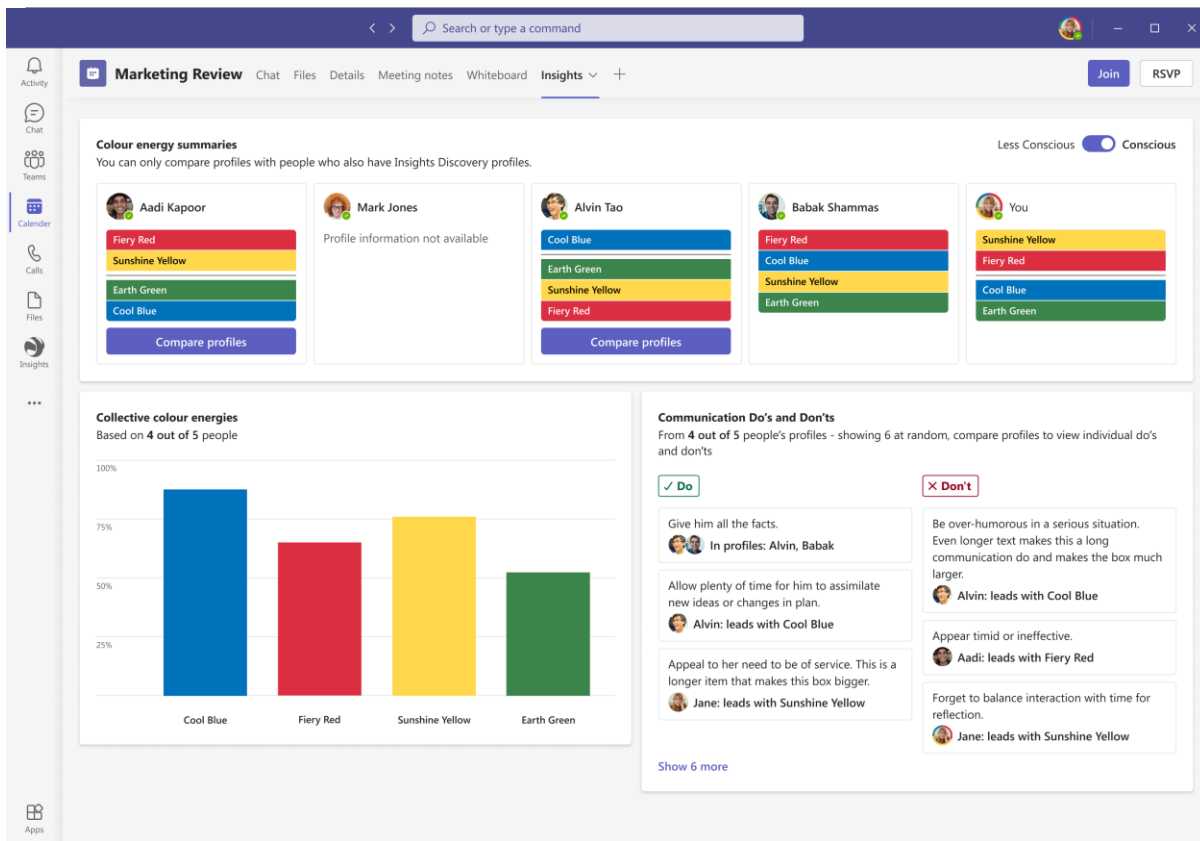 Search or type a command
Activity
Chat
Teams
Calender
Calls
Files
Insights
Apps
Marketing Review Chat Files Details Meeting notes Whiteboard Insights
Join RSVP
Colour energy summaries
You can only compare profiles with people who also have Insights Discovery profiles.
Less Conscious Conscious
Aadi Kapoor
Fiery Red
Sunshine Yellow
Earth Green
Cool Blue
Compare profiles
Mark Jones
Profile information not available
Alvin Tao
Cool Blue
Earth Green
Sunshine Yellow
Fiery Red
Compare profiles
Babak Shammas
Fiery Red
Cool Blue
Sunshine Yellow
Earth Green
You
Sunshine Yellow
Fiery Red
Cool Blue
Earth Green
Collective colour energies
Based on 4 out of 5 people
100%
75%
50%
25%
Cool Blue Fiery Red Sunshine Yellow Earth Green
Communication Do's and Don'ts
From 4 out of 5 people's profiles - showing 6 at random, compare profiles to view individual do's
and don'ts
Do
Give him all the facts.
In profiles: Alvin, Babak
Allow plenty of time for him to assimilate
new ideas or changes in plan.
Alvin: leads with Cool Blue
Appeal to her need to be of service. This is a
longer item that makes this box bigger.
Jane: leads with Sunshine Yellow
Don't
Be over-humorous in a serious situation.
Even longer text makes this a long
communication do and makes the box much
larger.
Alvin: leads with Cool Blue
Appear timid or ineffective.
Aadi: leads with Fiery Red
Forget to balance interaction with time for
reflection.
Jane: leads with Sunshine Yellow
Show 6 more